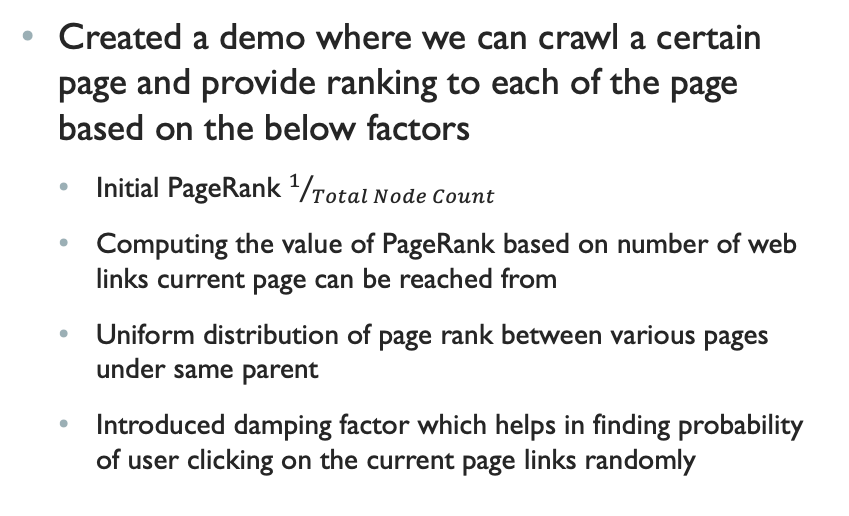 • Created a demo where we can crawl a certain
page and provide ranking to each of the page
based on the below factors
• Initial PageRank 1/Total Node Count
• Computing the value of PageRank based on number of web
links current page can be reached from
• Uniform distribution of page rank between various pages
under same parent
• Introduced damping factor which helps in finding probability
of user clicking on the current page links randomly